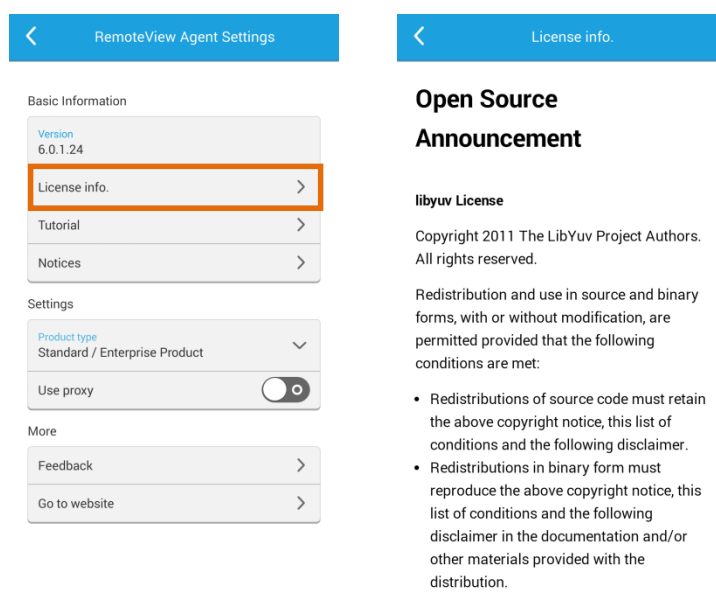 RemoteView Agent Settings
Basic Information
Version
6.0.1.24
License info.
Tutorial
Notices
Settings
Product type
Standard / Enterprise Product
Use proxy
More
Feedback
Go to website
License info.
Open Source
Announcement
libyuv License
Copyright 2011 The LibYuv Project Authors.
All rights reserved.
Redistribution and use in source and binary
forms, with or without modification, are
permitted provided that the following
conditions are met:
• Redistributions of source code must retain
the above copyright notice, this list of
conditions and the following disclaimer.
• Redistributions in binary form must
reproduce the above copyright notice, this
list of conditions and the following
disclaimer in the documentation and/or
other materials provided with the
distribution.